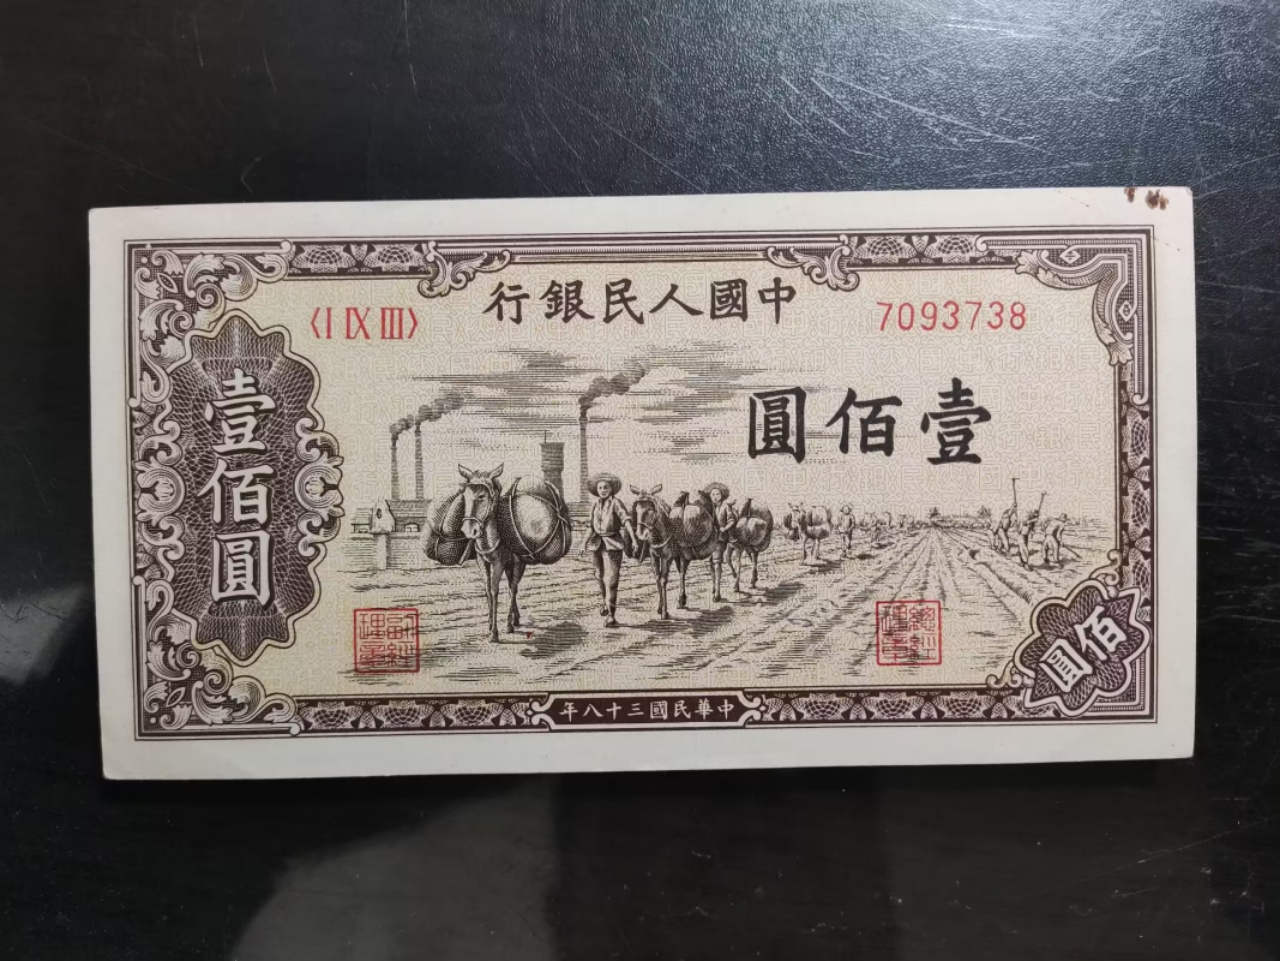 中國人民銀行
〈I IX III〉
7093738
壹佰圓
壹佰圓
佰圓
中華民國三十八年